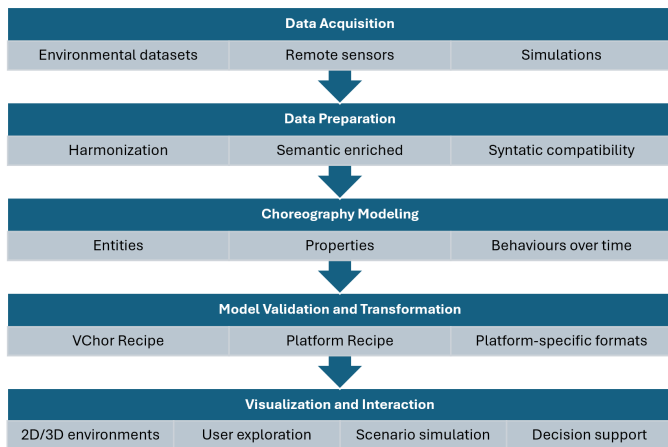 Data Acquisition
Environmental datasets Remote sensors Simulations
Data Preparation
Harmonization Semantic enriched Syntatic compatibility
Choreography Modeling
Entities Properties Behaviours over time
Model Validation and Transformation
VChor Recipe Platform Recipe Platform-specific formats
Visualization and Interaction
2D/3D environments User exploration Scenario simulation Decision support